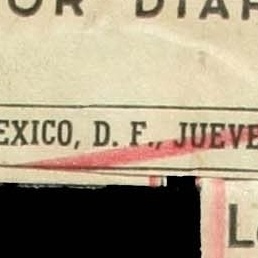 OR DIAR
EXICO, D. F., JUEVE
L